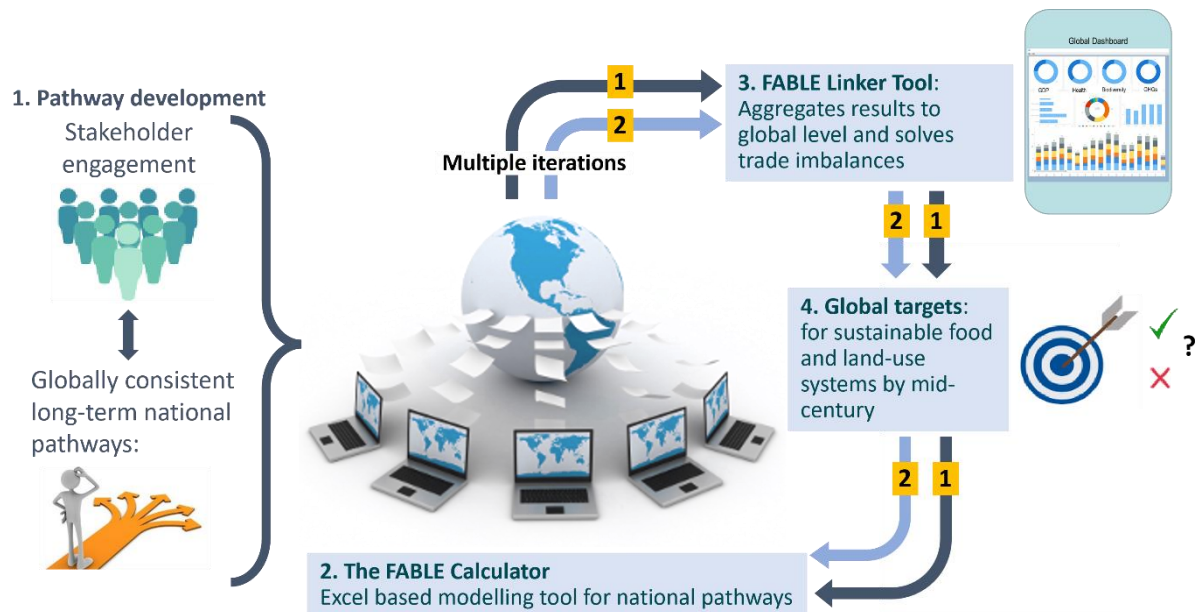 1. Pathway development
Stakeholder
engagement
Globally consistent
long-term national
pathways:
Multiple iterations
1
2
3. FABLE Linker Tool:
Aggregates results to
global level and solves
trade imbalances
Global Dashboard
GDP
Health
Biodiversity
GHGs
2
1
4. Global targets:
for sustainable food
and land-use
systems by mid-
century
?
2
1
2. The FABLE Calculator
Excel based modelling tool for national pathways